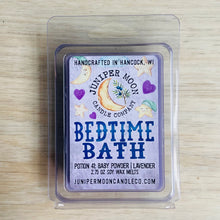 HANDCRAFTED IN HANCOCK, WI
JUNIPER MOON
CANDLE COMPANY
BEDTIME
BATH
POTION 41: BABY POWDER | LAVENDER
2.75 OZ SOY WAX MELTS
JUNIPERMOONCANDLECO.COM